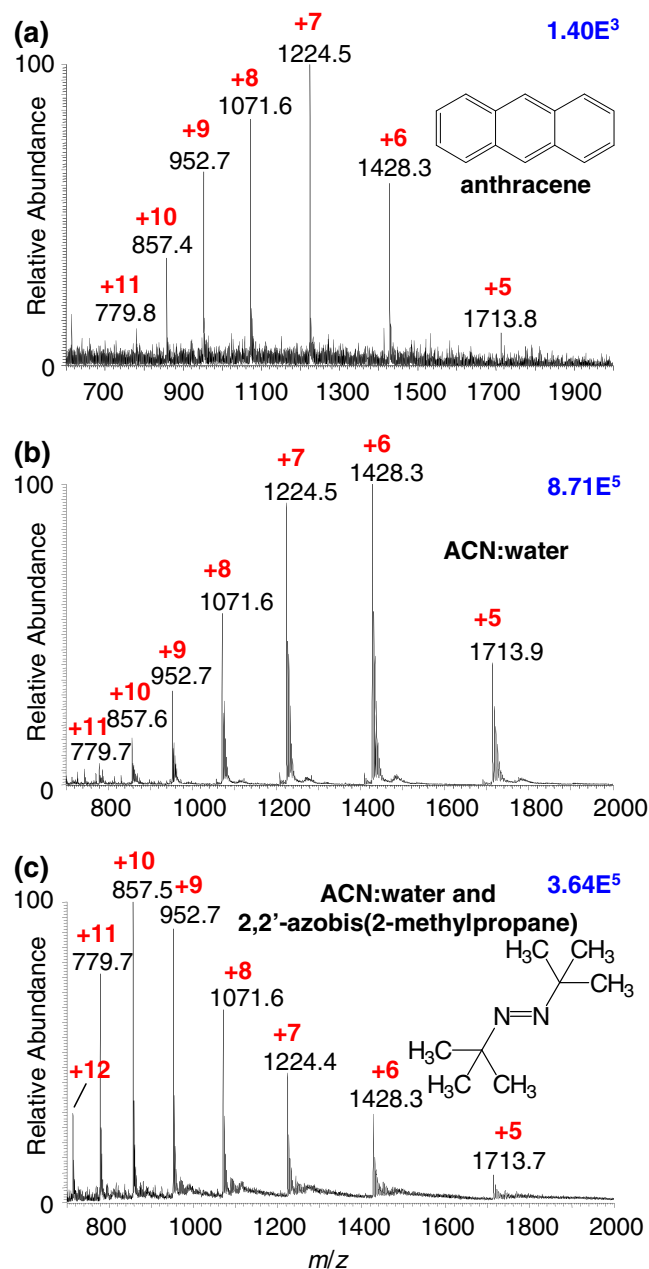 (a)
1.40E³
+7
1224.5
+8
1071.6
+9
952.7
+6
1428.3
anthracene
+10
857.4
+11
779.8
+5
1713.8
Relative Abundance
100
0
700 900 1100 1300 1500 1700 1900
(b)
8.71E⁵
+6
1428.3
+7
1224.5
ACN:water
+8
1071.6
+5
1713.9
+9
952.7
+10
857.6
+11
779.7
Relative Abundance
100
0
800 1000 1200 1400 1600 1800 2000
(c)
3.64E⁵
ACN:water and
2,2'-azobis(2-methylpropane)
+10
857.5
+9
952.7
+11
779.7
+8
1071.6
+7
1224.4
+6
1428.3
+12
+5
1713.7
CH₃
H₃C CH₃
C
CH₃
N=N
H₃C
C
H₃C CH₃
Relative Abundance
100
0
800 1000 1200 1400 1600 1800 2000
m/z